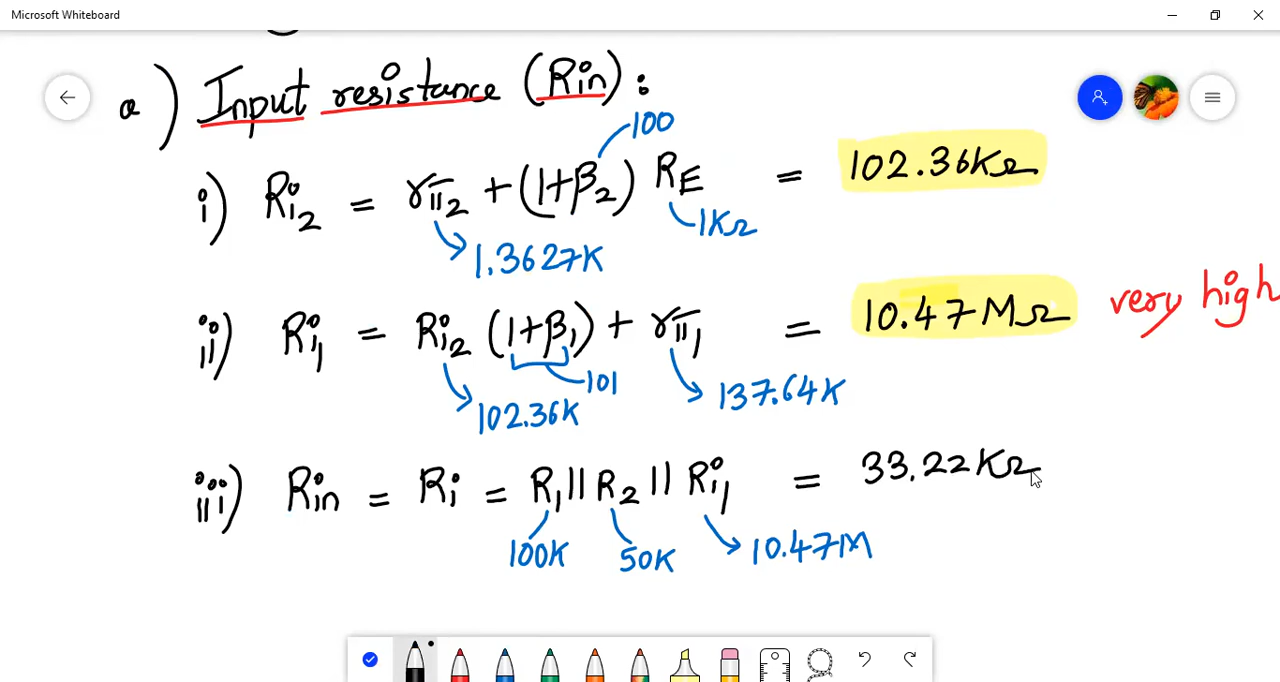 Microsoft Whiteboard
a) Input resistance (Rin) :
100
i) Ri2 = rπ2 + (1+β2) RE = 102.36KΩ
1KΩ
1.3627K
ii) Ri1 = Ri2 (1+β1) + rπ1 = 10.47MΩ very high
101
102.36K 137.64K
iii) Rin = Ri = R1 || R2 || Ri1 = 33.22KΩ
100K 50K 10.47M